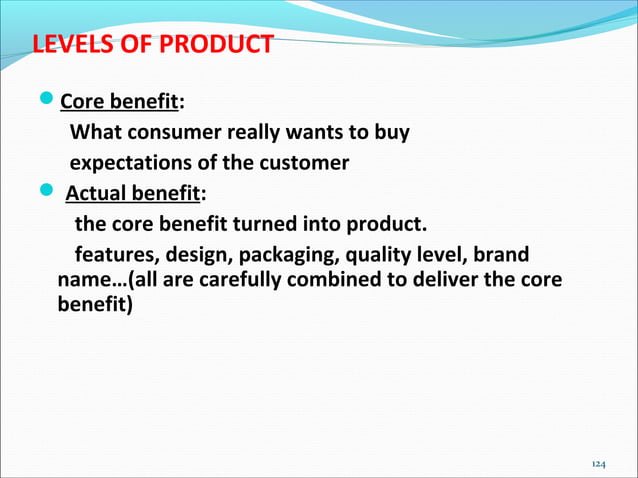 LEVELS OF PRODUCT
Core benefit:
What consumer really wants to buy
expectations of the customer
Actual benefit:
the core benefit turned into product.
features, design, packaging, quality level, brand
name…(all are carefully combined to deliver the core
benefit)
124